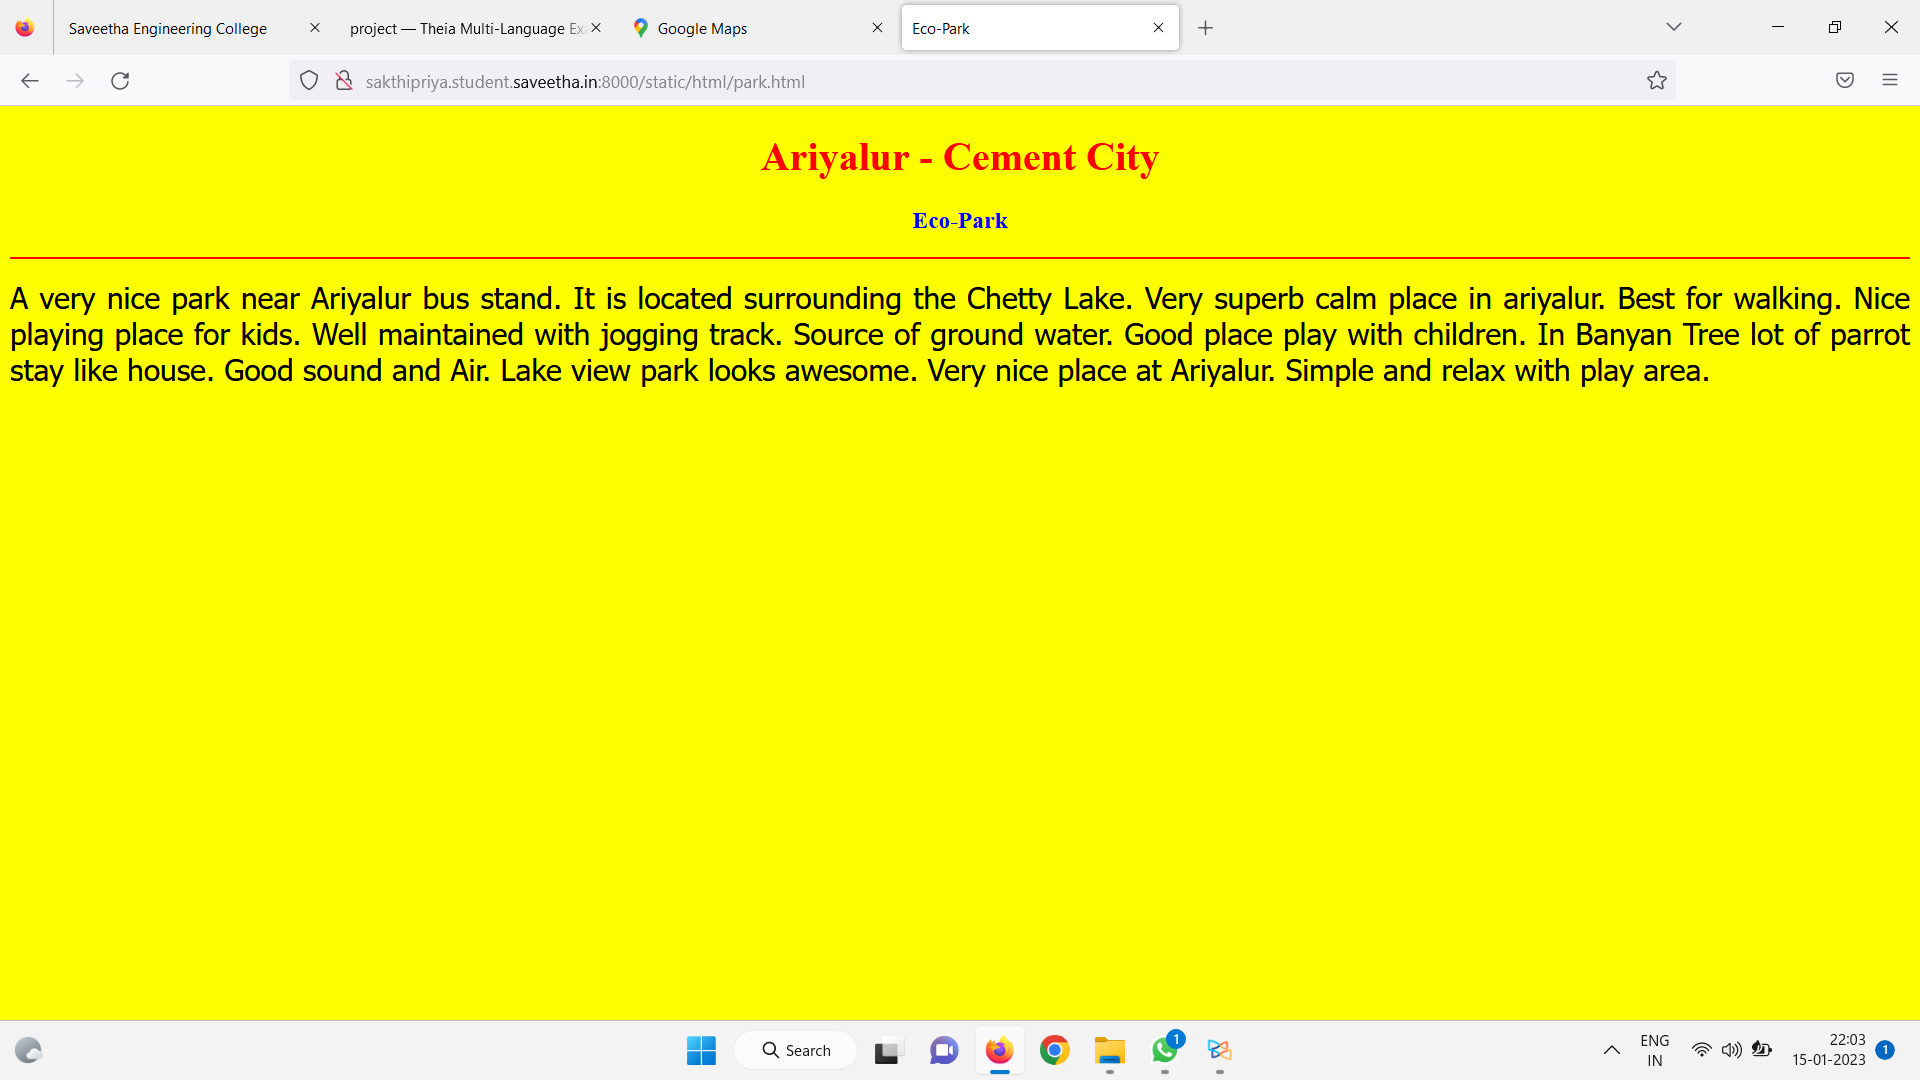 Saveetha Engineering College
project — Theia Multi-Language Exa
Google Maps
Eco-Park
sakthipriya.student.saveetha.in:8000/static/html/park.html
Ariyalur - Cement City
Eco-Park
A very nice park near Ariyalur bus stand. It is located surrounding the Chetty Lake. Very superb calm place in ariyalur. Best for walking. Nice
playing place for kids. Well maintained with jogging track. Source of ground water. Good place play with children. In Banyan Tree lot of parrot
stay like house. Good sound and Air. Lake view park looks awesome. Very nice place at Ariyalur. Simple and relax with play area.
Search
1
ENG
IN
22:03
15-01-2023
1